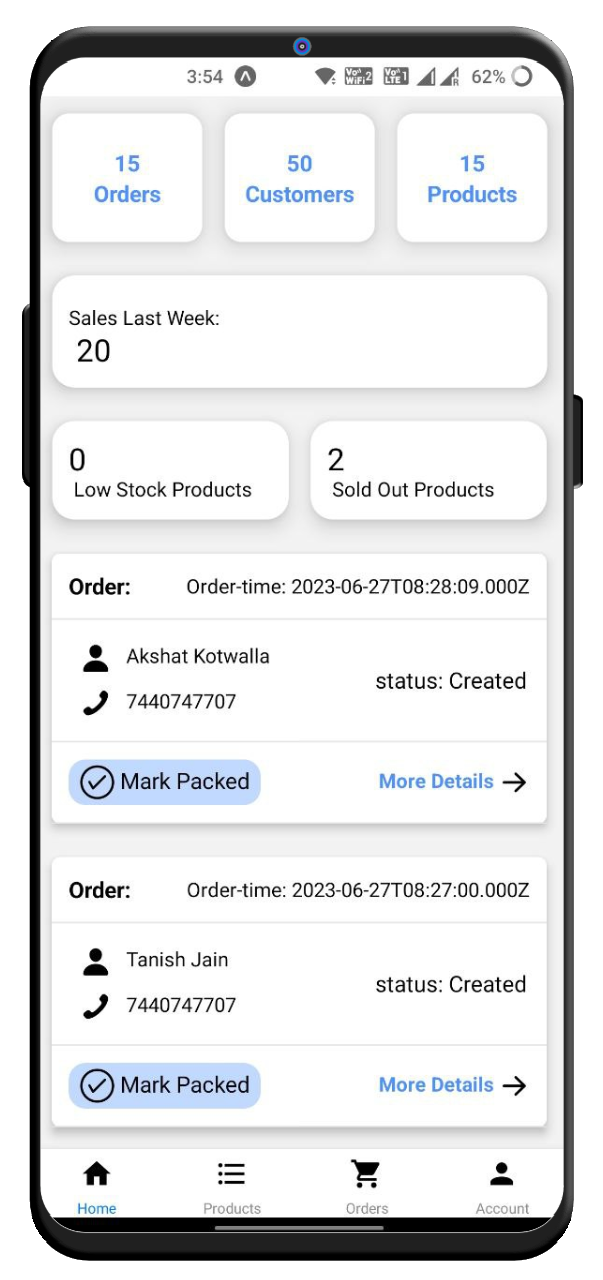 3:54 VoA WiFi 2 VoA LTE 1 R 62%
15 50 15
Orders Customers Products
Sales Last Week:
20
0 2
Low Stock Products Sold Out Products
Order: Order-time: 2023-06-27T08:28:09.000Z
Akshat Kotwalla
status: Created
7440747707
Mark Packed More Details
Order: Order-time: 2023-06-27T08:27:00.000Z
Tanish Jain
status: Created
7440747707
Mark Packed More Details
Home Products Orders Account